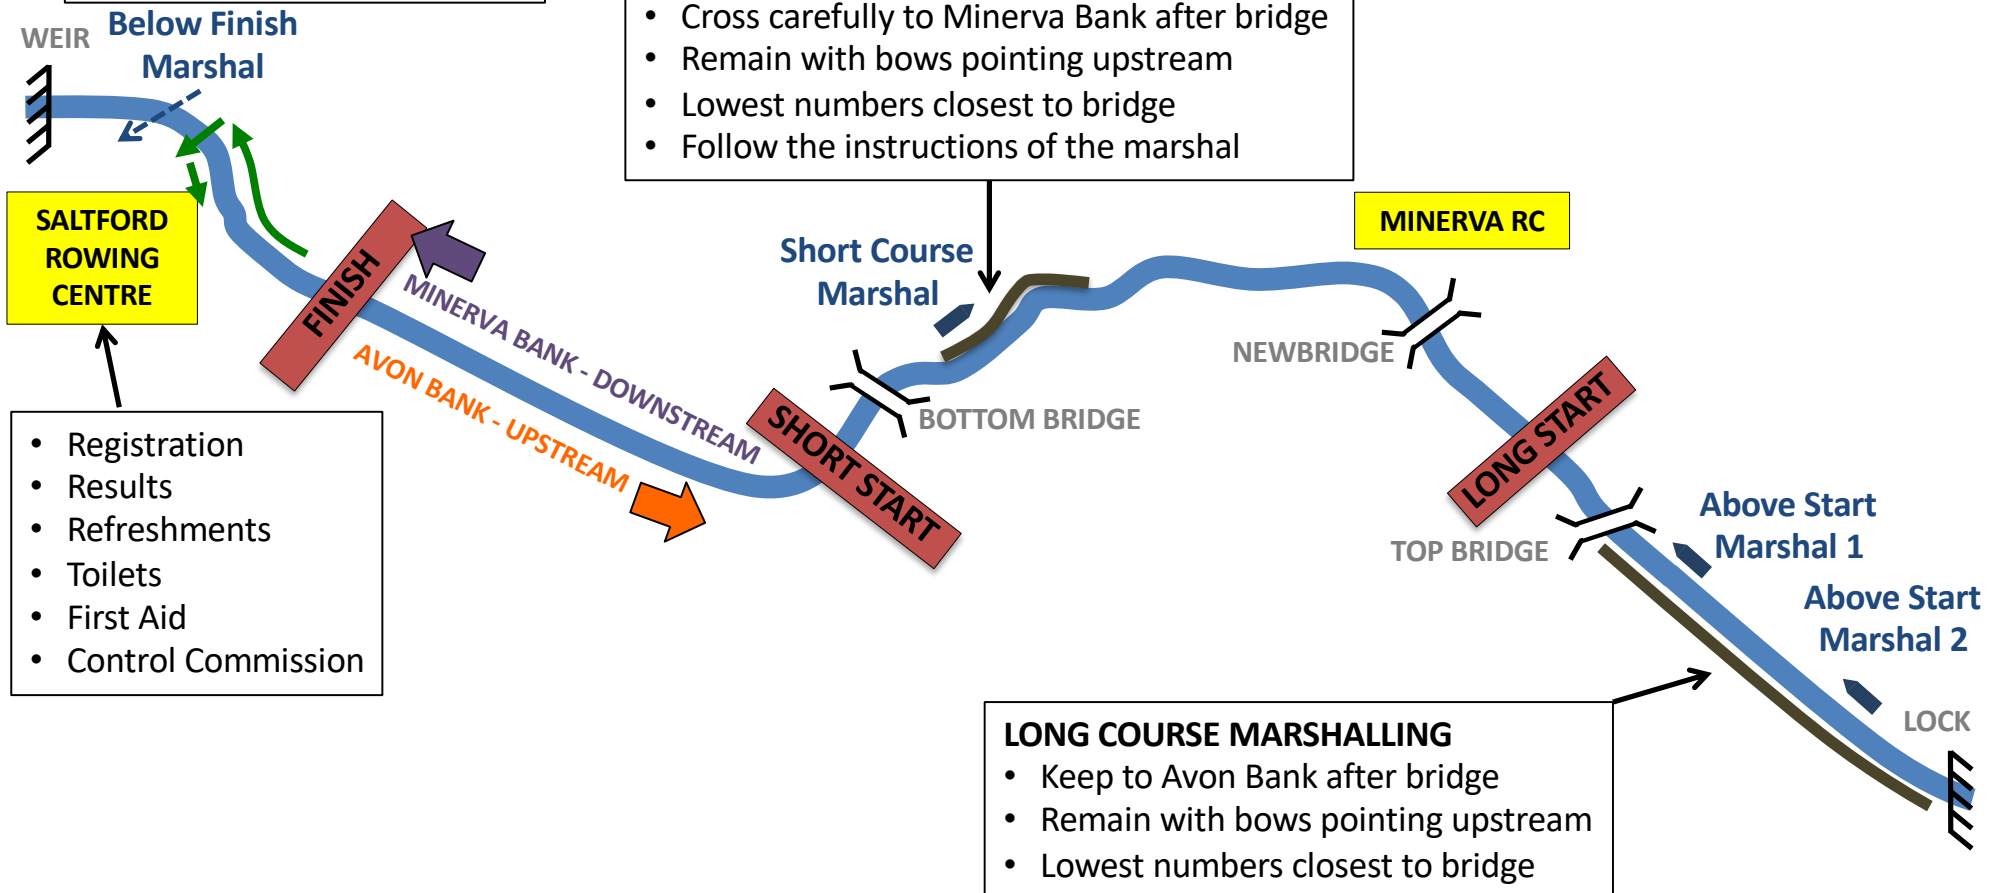 • Cross carefully to Minerva Bank after bridge
• Remain with bows pointing upstream
• Lowest numbers closest to bridge
• Follow the instructions of the marshal
WEIR
Below Finish
Marshal
SALTFORD
ROWING
CENTRE
FINISH
MINERVA BANK - DOWNSTREAM
AVON BANK - UPSTREAM
Short Course
Marshal
MINERVA RC
NEWBRIDGE
BOTTOM BRIDGE
SHORT START
LONG START
TOP BRIDGE
Above Start
Marshal 1
Above Start
Marshal 2
LOCK
• Registration
• Results
• Refreshments
• Toilets
• First Aid
• Control Commission
LONG COURSE MARSHALLING
• Keep to Avon Bank after bridge
• Remain with bows pointing upstream
• Lowest numbers closest to bridge